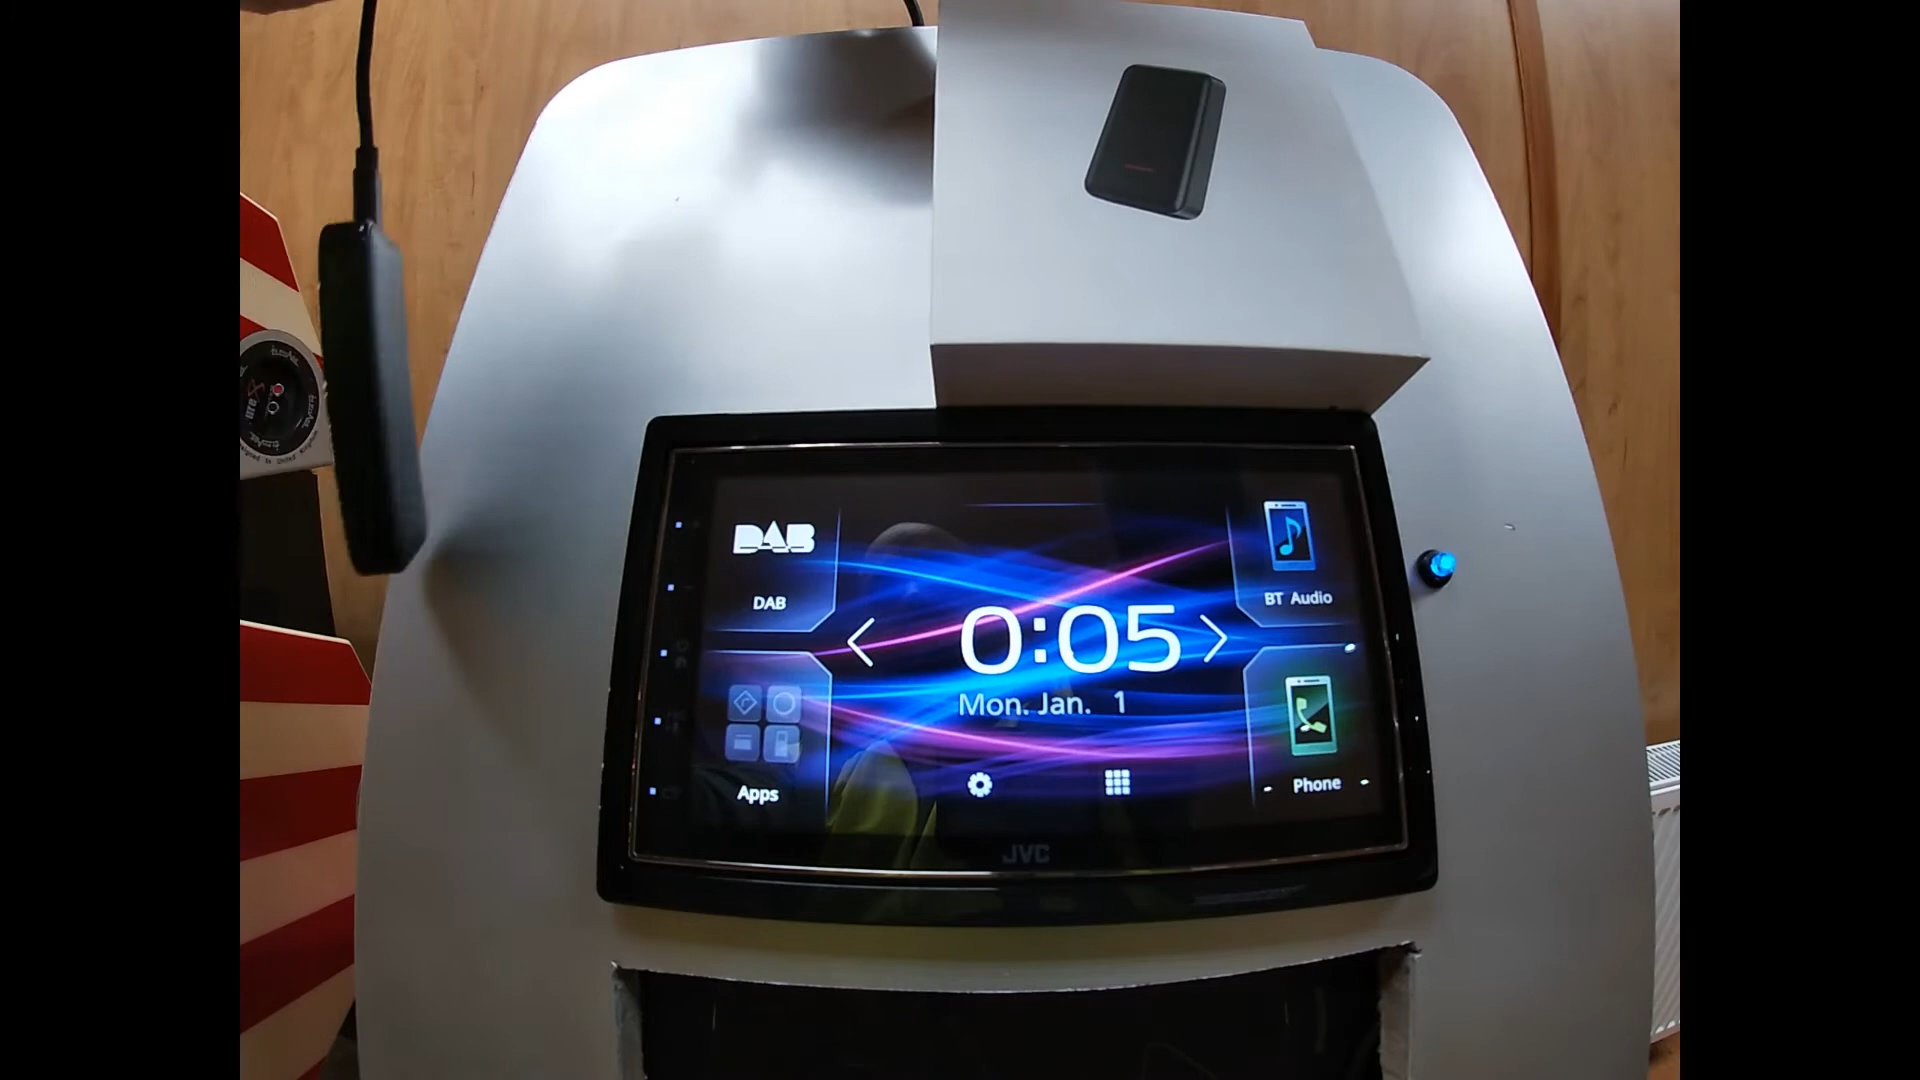 DAB
DAB
BT Audio
0:05
Mon. Jan. 1
Apps
Phone
JVC